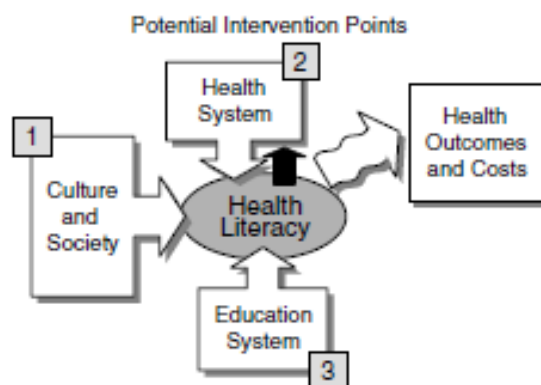 Potential Intervention Points
2
Health
System
Health
Outcomes
and Costs
1
Culture
and
Society
Health
Literacy
Education
System
3